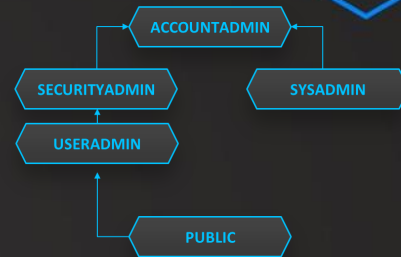 ACCOUNTADMIN
SECURITYADMIN
SYSADMIN
USERADMIN
PUBLIC